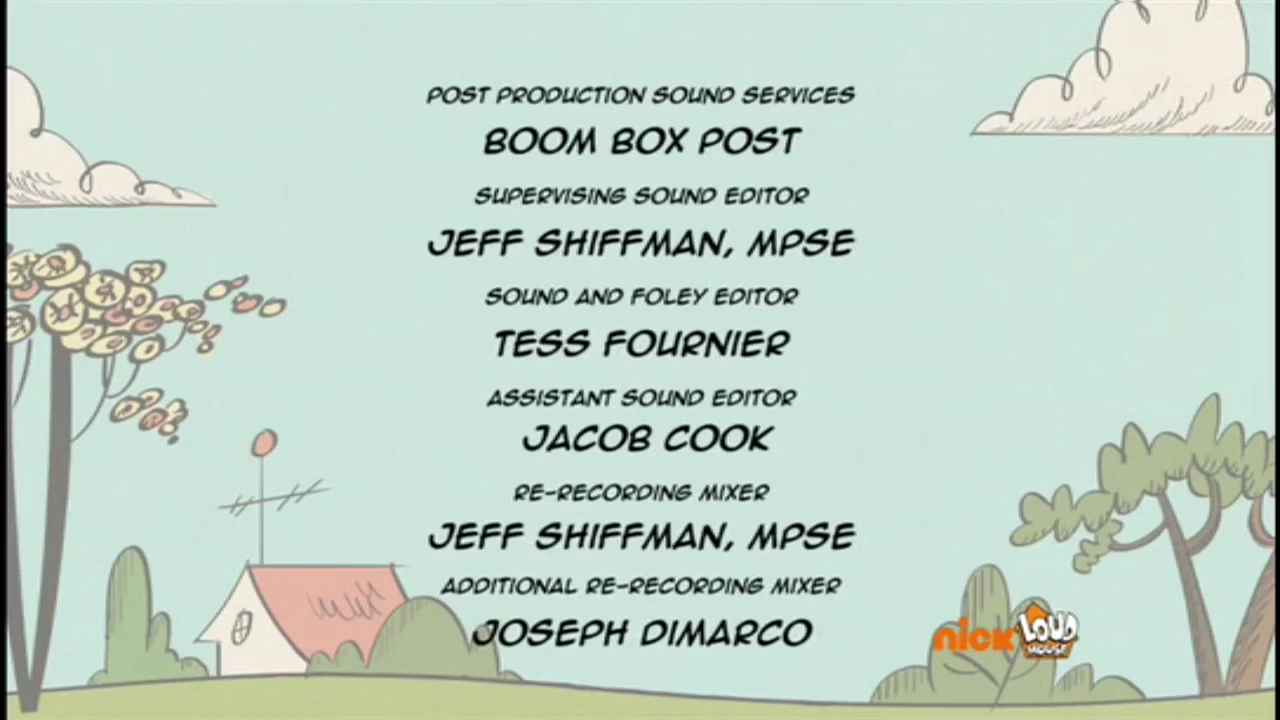 POST PRODUCTION SOUND SERVICES
BOOM BOX POST
SUPERVISING SOUND EDITOR
JEFF SHIFFMAN, MPSE
SOUND AND FOLEY EDITOR
TESS FOURNIER
ASSISTANT SOUND EDITOR
JACOB COOK
RE-RECORDING MIXER
JEFF SHIFFMAN, MPSE
ADDITIONAL RE-RECORDING MIXER
JOSEPH DIMARCO
nick LOUD HOUSE